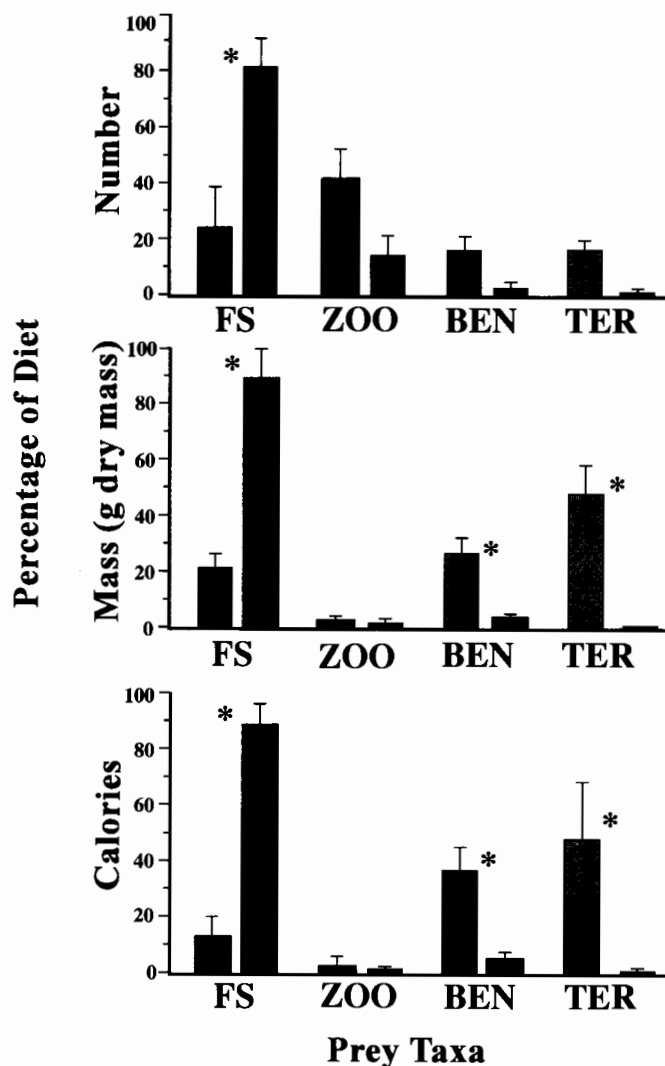 Percentage of Diet
Number
100
80
60
40
20
0
*
FS ZOO BEN TER
Mass (g dry mass)
100
80
60
40
20
0
* * *
FS ZOO BEN TER
Calories
100
80
60
40
20
0
* * *
FS ZOO BEN TER
Prey Taxa